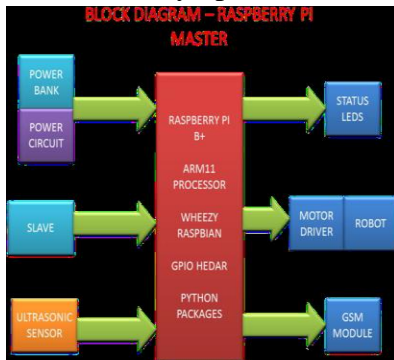 BLOCK DIAGRAM – RASPBERRY PI
MASTER
POWER
BANK
POWER
CIRCUIT
SLAVE
ULTRASONIC
SENSOR
RASPBERRY PI
B+
ARM11
PROCESSOR
WHEEZY
RASPBIAN
GPIO HEDAR
PYTHON
PACKAGES
STATUS
LEDS
MOTOR
DRIVER
ROBOT
GSM
MODULE